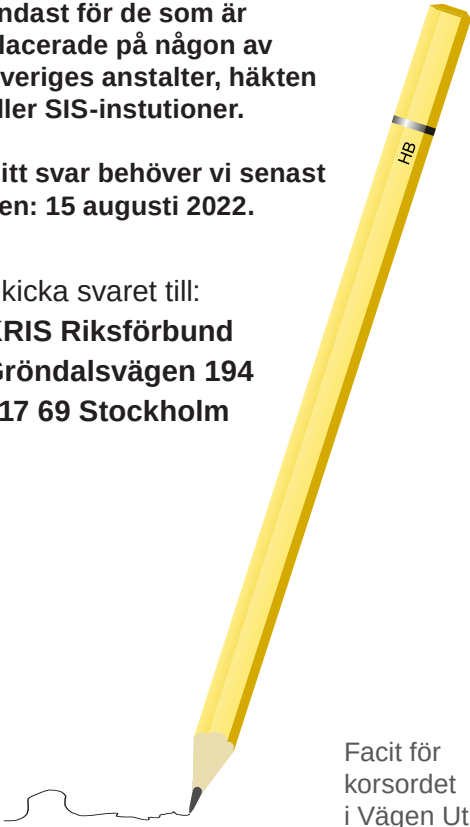 ndast för de som är
lacerade på någon av
veriges anstalter, häkten
ller SIS-instutioner.
itt svar behöver vi senast
en: 15 augusti 2022.
kicka svaret till:
KRIS Riksförbund
Gröndalsvägen 194
17 69 Stockholm
HB
Facit för
korsordet
i Vägen Ut